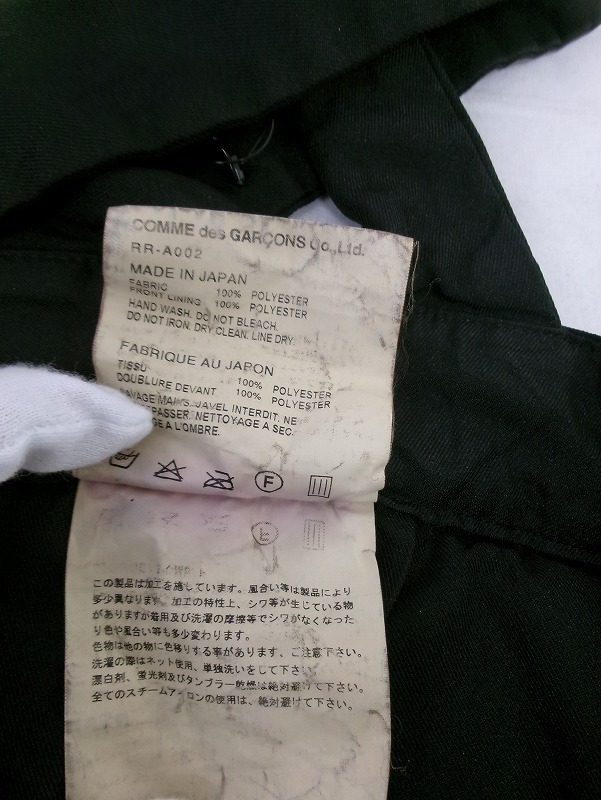 COMME des GARÇONS Co.,Ltd.
RR-A002
MADE IN JAPAN
FABRIC 100% POLYESTER
FRONT LINING 100% POLYESTER
HAND WASH. DO NOT BLEACH.
DO NOT IRON. DRY CLEAN. LINE DRY.
FABRIQUE AU JAPON
TISSU 100% POLYESTER
DOUBLURE DEVANT 100% POLYESTER
LAVAGE MAINS. JAVEL INTERDIT. NE
PASSER. NETTOYAGE A SEC.
A L'OMBRE.
F
この製品は加工を施しています。風合い等は製品により
多少異なります。加工の特性上、シワ等が生じている物
がありますが着用及び洗濯の摩擦等でシワがなくなった
り色や風合い等も多少変わります。
色物は他の物に色移りする事があります、ご注意下さい。
洗濯の際はネット使用、単独洗いをして下さい。
漂白剤、蛍光剤及びタンブラー乾燥は絶対避けて下さい。
全てのスチームアイロンの使用は、絶対避けて下さい。